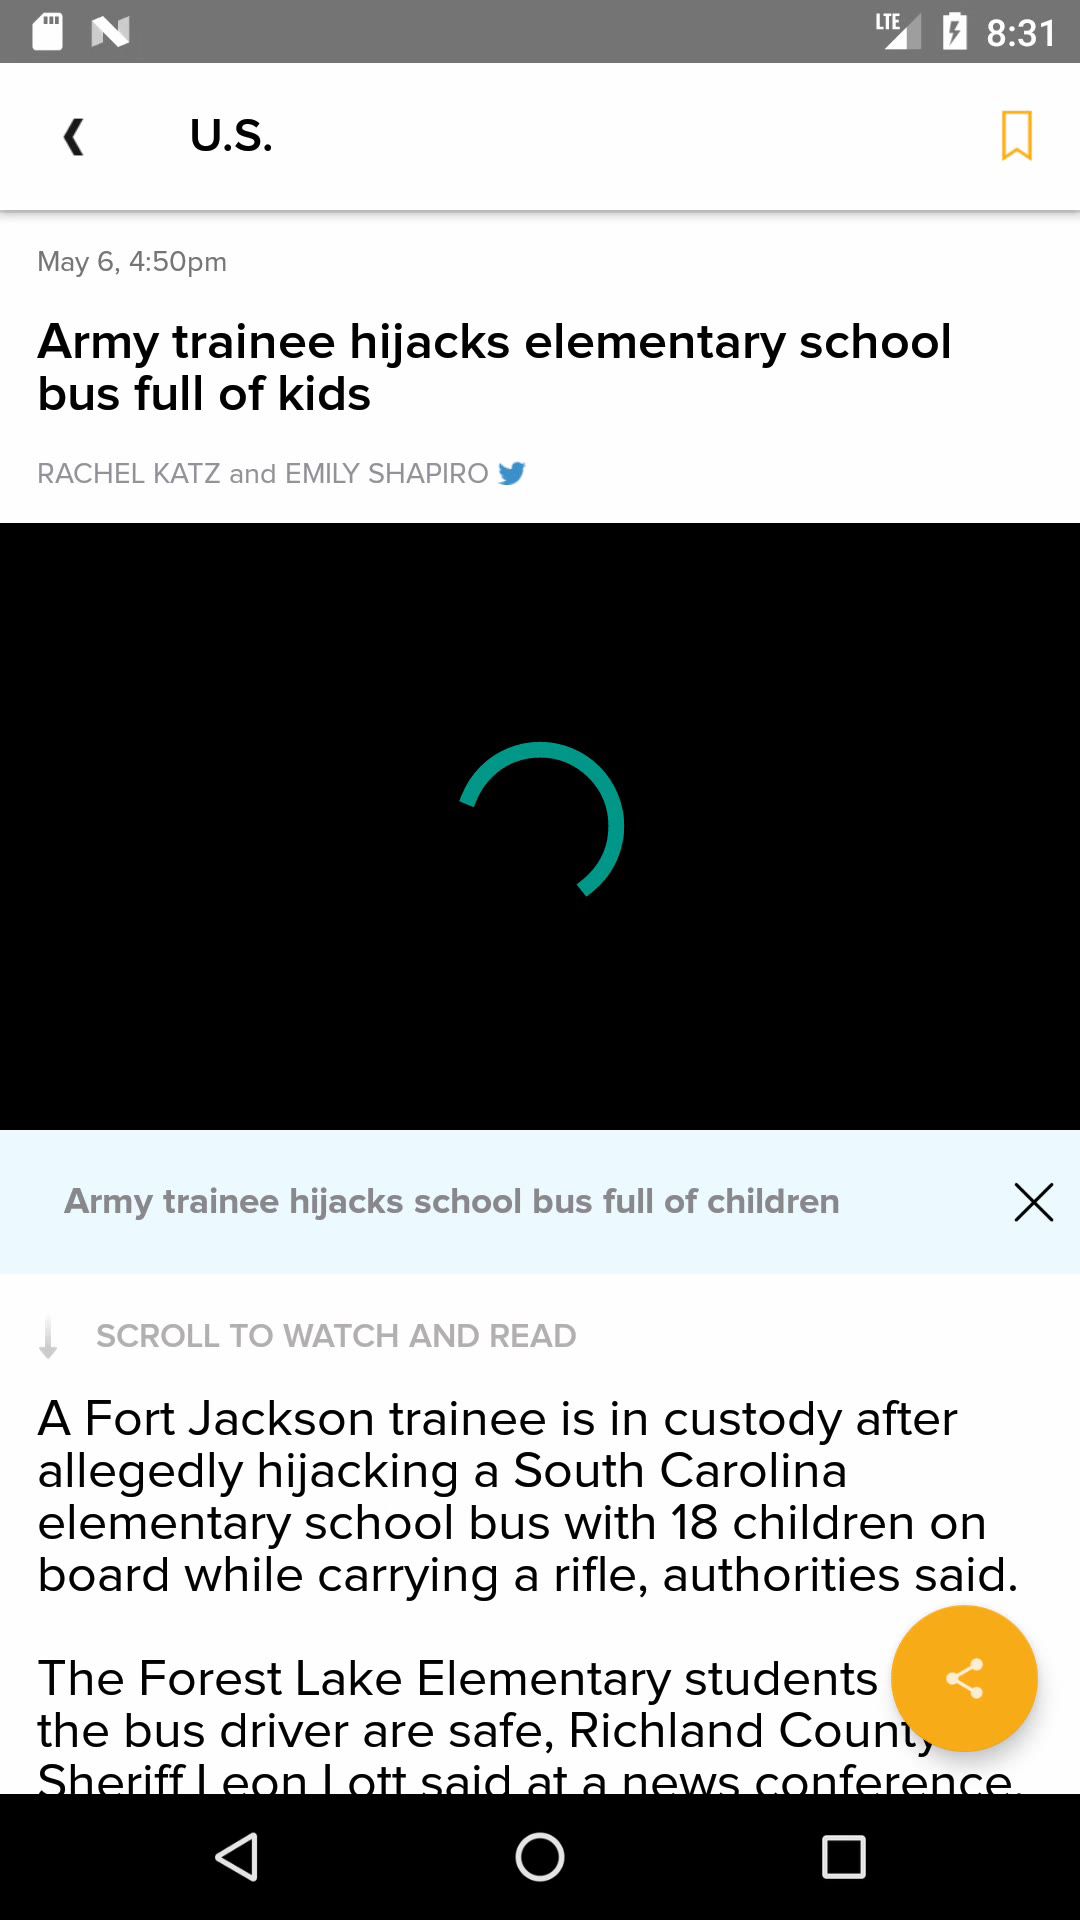 LTE 8:31
U.S.
May 6, 4:50pm
Army trainee hijacks elementary school
bus full of kids
RACHEL KATZ and EMILY SHAPIRO
Army trainee hijacks school bus full of children
SCROLL TO WATCH AND READ
A Fort Jackson trainee is in custody after
allegedly hijacking a South Carolina
elementary school bus with 18 children on
board while carrying a rifle, authorities said.
The Forest Lake Elementary students
the bus driver are safe, Richland County
Sheriff Leon Lott said at a news conference.